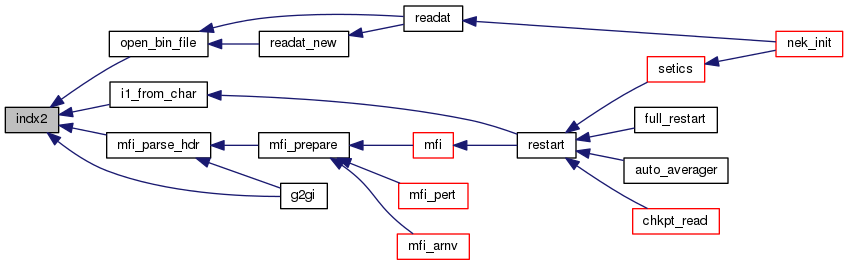 indx2
open_bin_file
i1_from_char
mfi_parse_hdr
readat_new
mfi_prepare
g2gi
readat
mfi
mfi_pert
mfi_arnv
restart
setics
full_restart
auto_averager
chkpt_read
nek_init